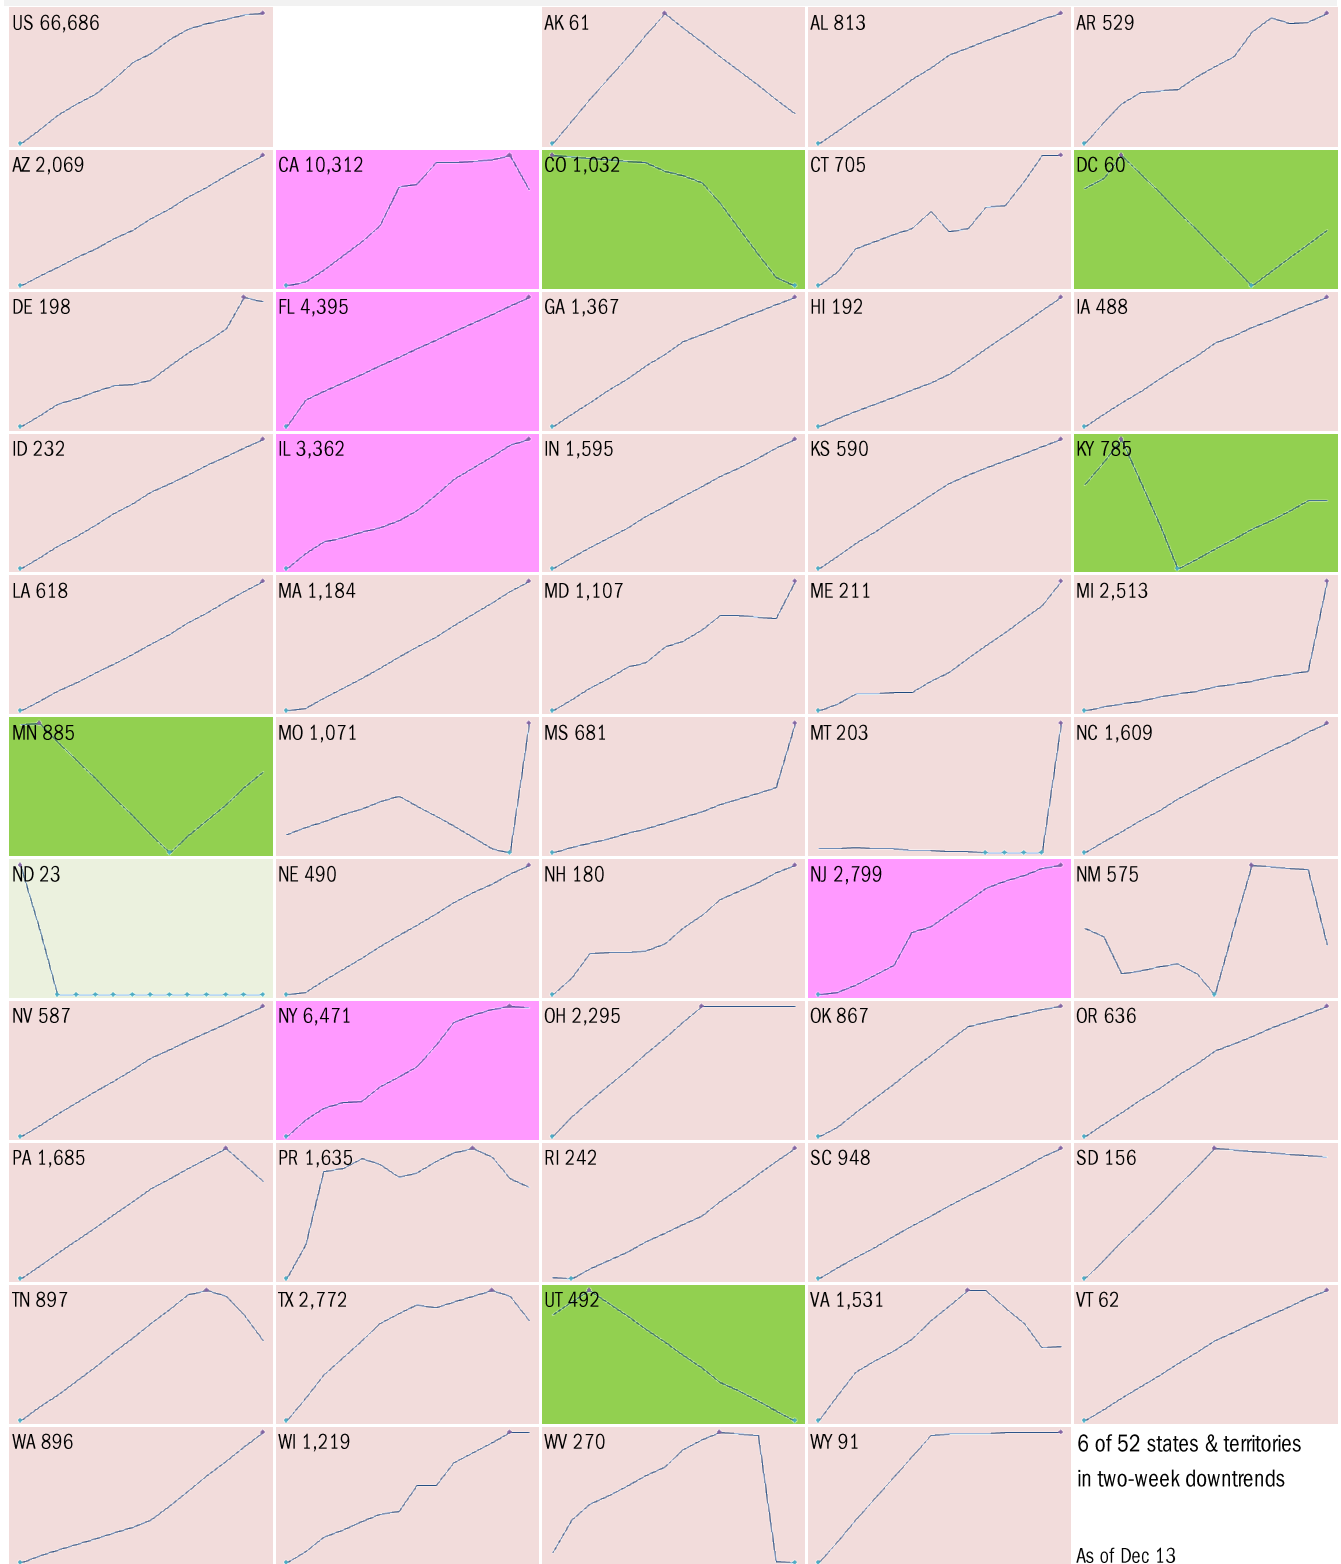 US 66,686
AK 61
AL 813
AR 529
AZ 2,069
CA 10,312
CO 1,032
CT 705
DC 60
DE 198
FL 4,395
GA 1,367
HI 192
IA 488
ID 232
IL 3,362
IN 1,595
KS 590
KY 785
LA 618
MA 1,184
MD 1,107
ME 211
MI 2,513
MN 885
MO 1,071
MS 681
MT 203
NC 1,609
ND 23
NE 490
NH 180
NJ 2,799
NM 575
NV 587
NY 6,471
OH 2,295
OK 867
OR 636
PA 1,685
PR 1,635
RI 242
SC 948
SD 156
TN 897
TX 2,772
UT 492
VA 1,531
VT 62
WA 896
WI 1,219
WV 270
WY 91
6 of 52 states & territories
in two-week downtrends
As of Dec 13